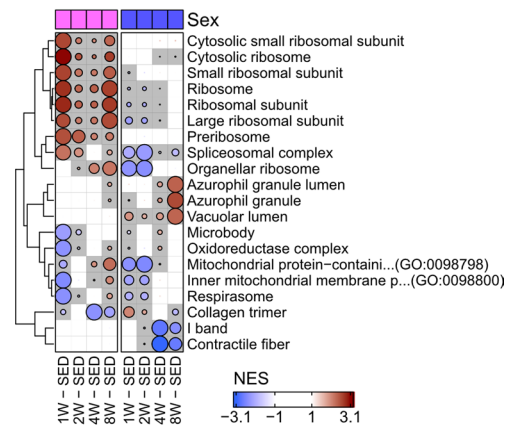 Sex
Cytosolic small ribosomal subunit
Cytosolic ribosome
Small ribosomal subunit
Ribosome
Ribosomal subunit
Large ribosomal subunit
Preribosome
Spliceosomal complex
Organellar ribosome
Azurophil granule lumen
Azurophil granule
Vacuolar lumen
Microbody
Oxidoreductase complex
Mitochondrial protein−containi...(GO:0098798)
Inner mitochondrial membrane p...(GO:0098800)
Respirasome
Collagen trimer
I band
Contractile fiber
1W − SED
2W − SED
4W − SED
8W − SED
1W − SED
2W − SED
4W − SED
8W − SED
NES
−3.1 −1 1 3.1